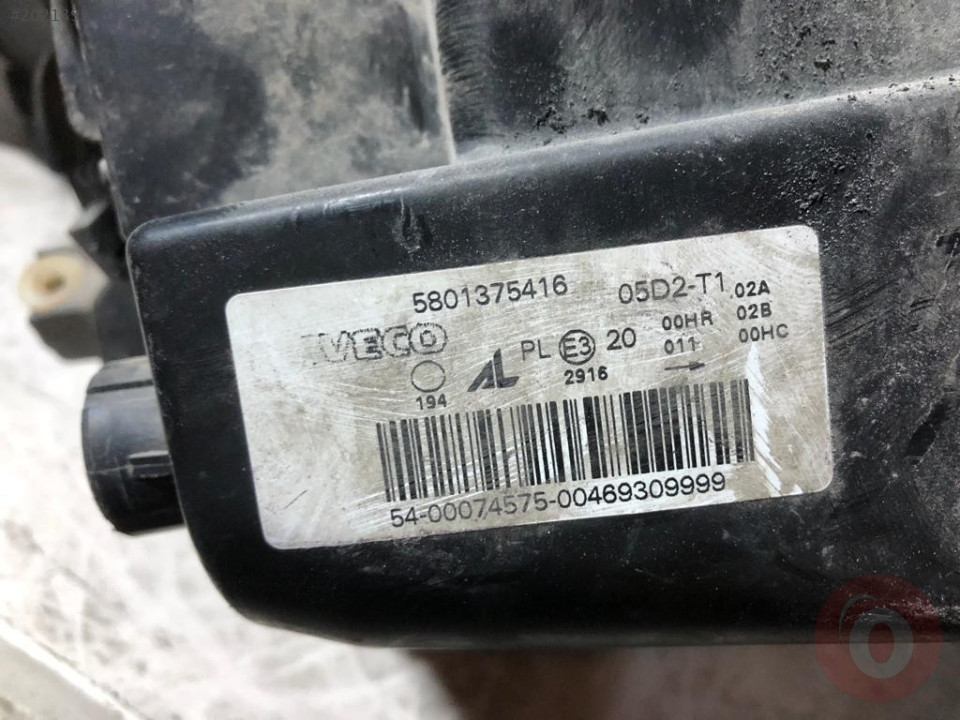 5801375416 05D2-T1 .02A
IVECO 00HR 02B
AL PL E3 20 011 → 00HC
194 2916
54-00074575-00469309999